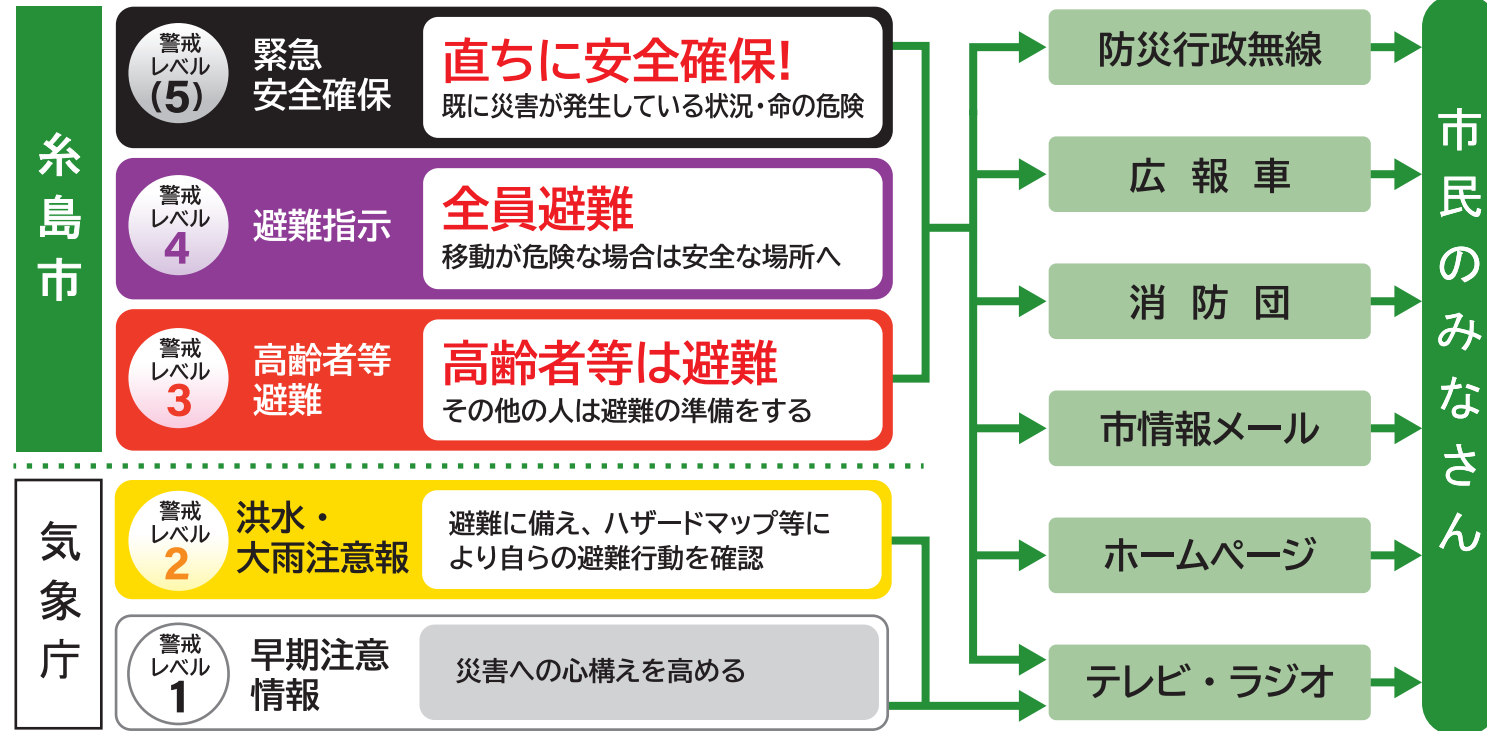 糸島市
警戒
レベル
(5)
緊急
安全確保
直ちに安全確保!
既に災害が発生している状況・命の危険
警戒
レベル
4
避難指示
全員避難
移動が危険な場合は安全な場所へ
警戒
レベル
3
高齢者等
避難
高齢者等は避難
その他の人は避難の準備をする
気象庁
警戒
レベル
2
洪水・
大雨注意報
避難に備え、ハザードマップ等に
より自らの避難行動を確認
警戒
レベル
1
早期注意
情報
災害への心構えを高める
防災行政無線
広報車
消防団
市情報メール
ホームページ
テレビ・ラジオ
市民のみなさん